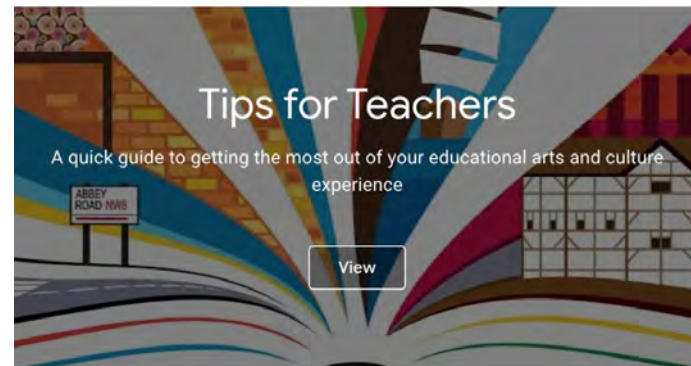 Tips for Teachers
A quick guide to getting the most out of your educational arts and culture
experience
ABBEY
ROAD NW8
View